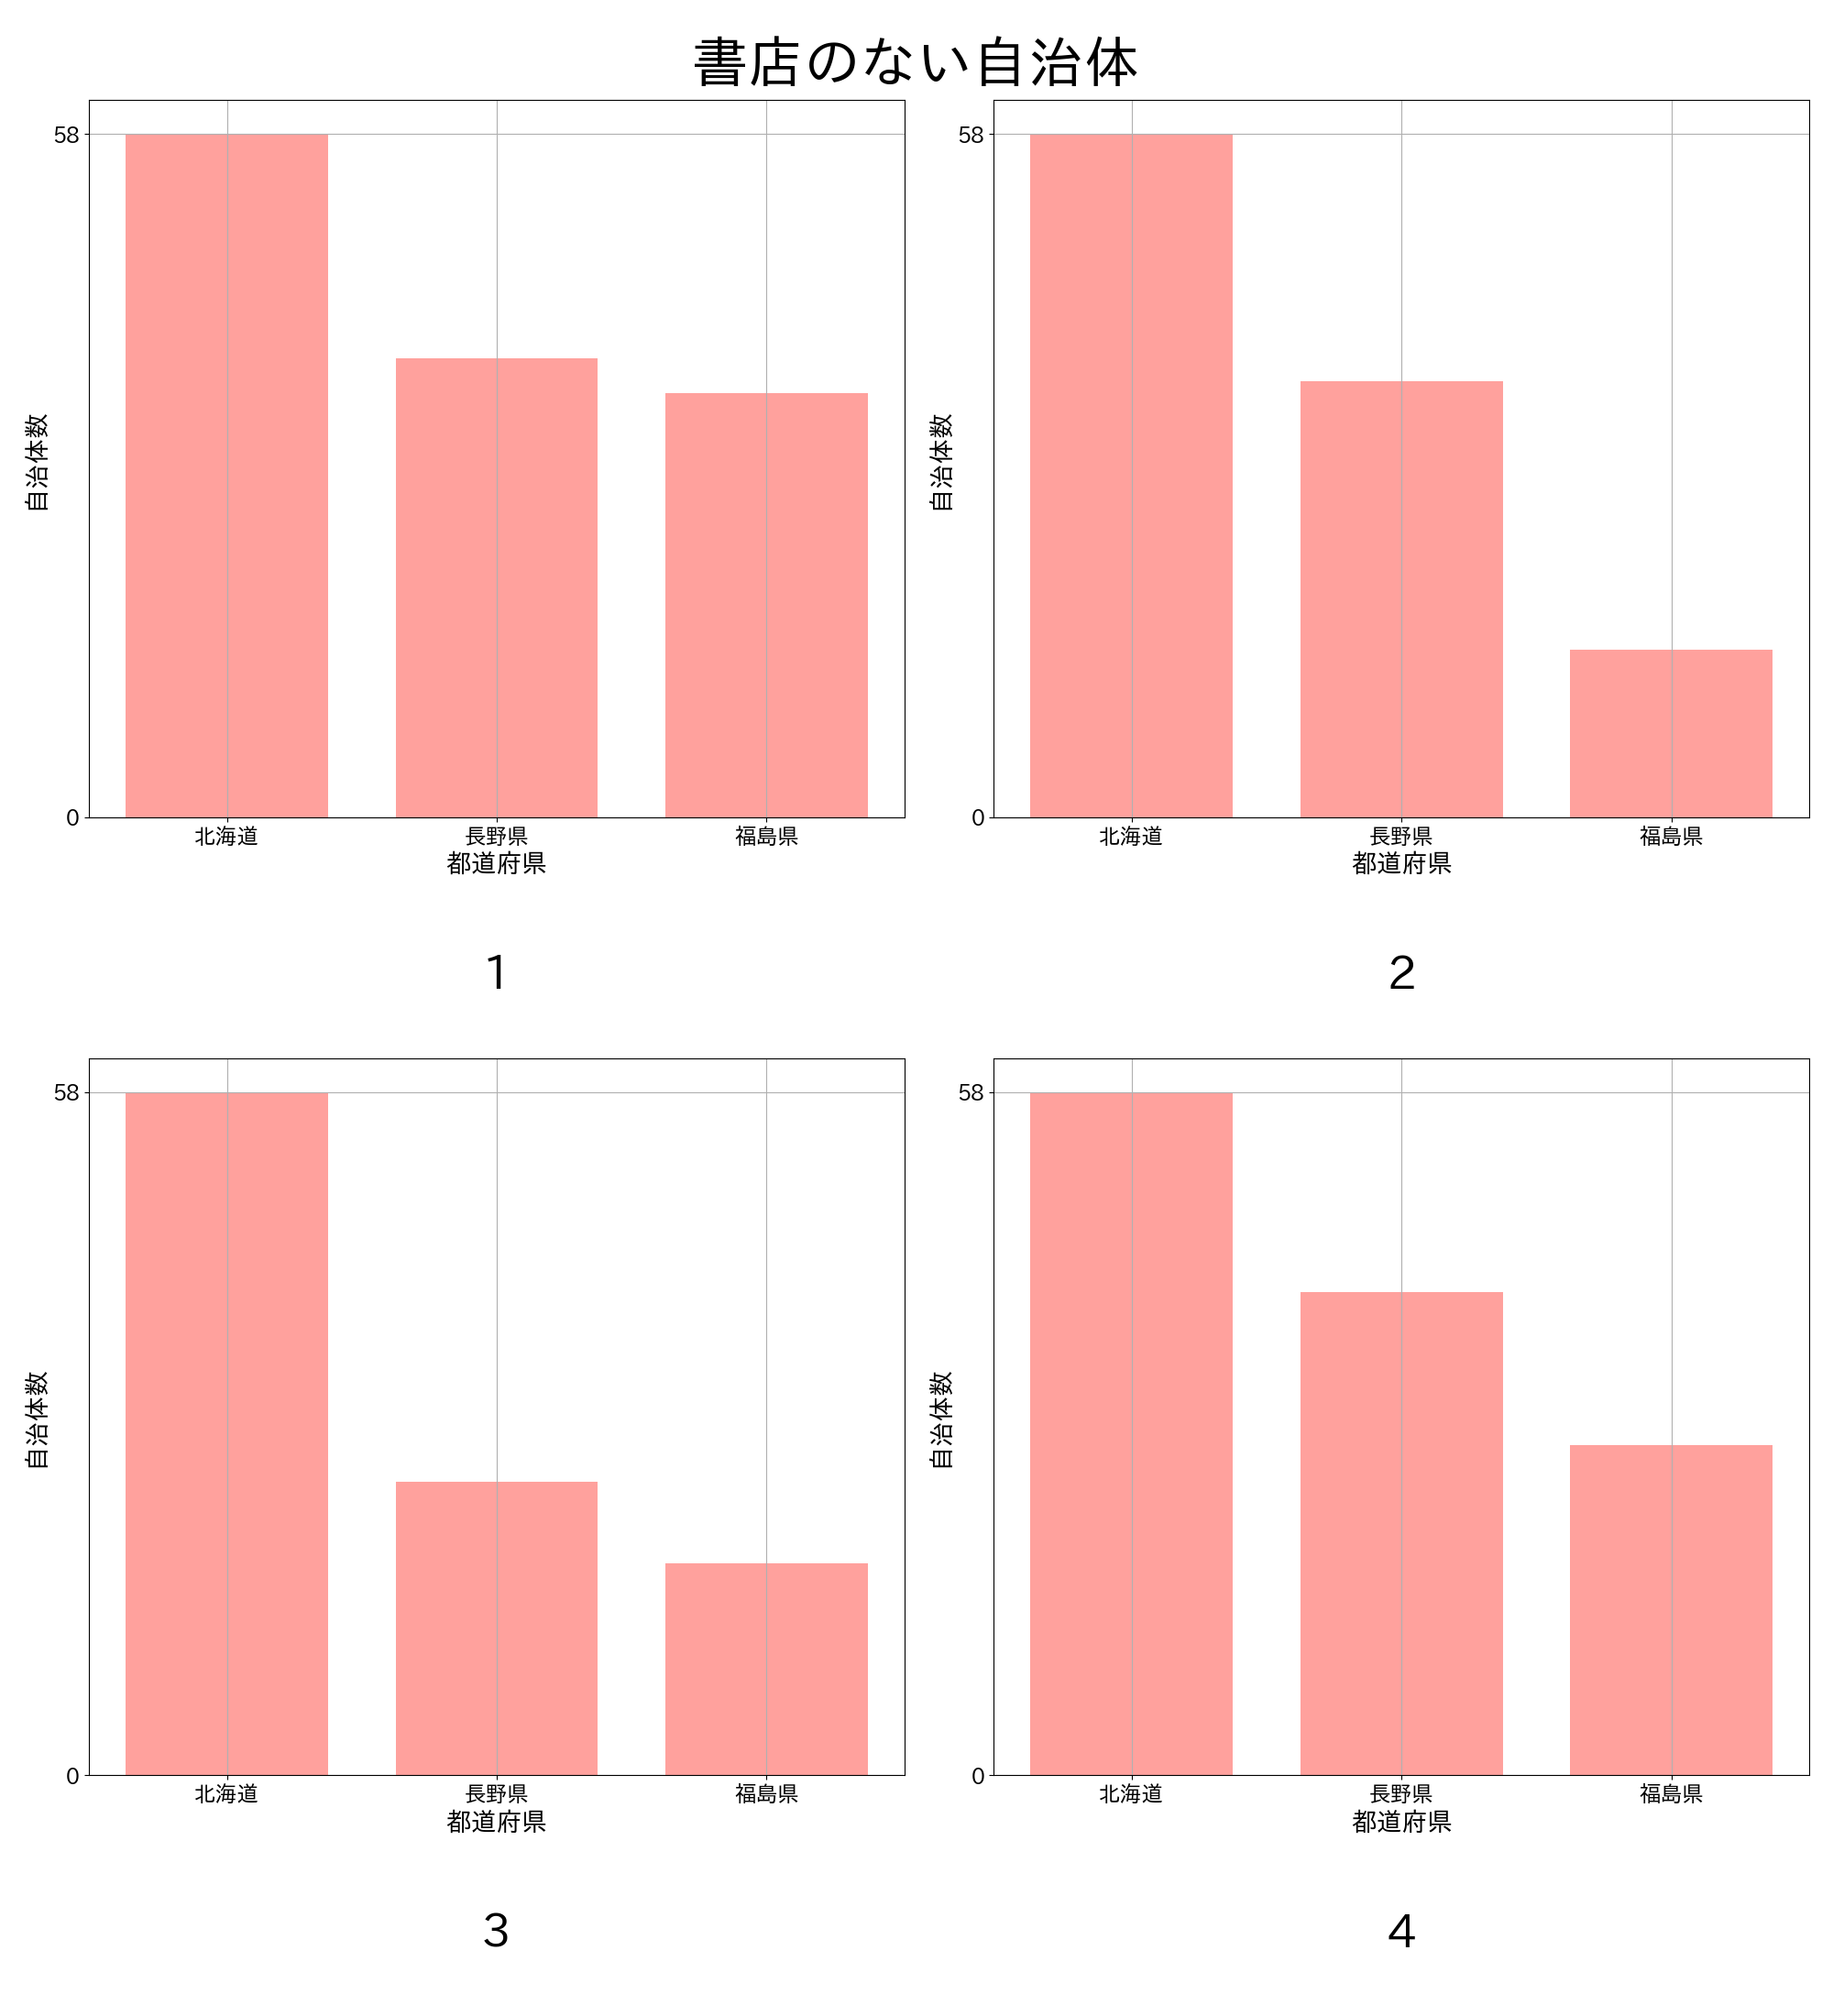 書店のない自治体
58
0
自治体数
北海道 長野県 福島県
都道府県
1
58
0
自治体数
北海道 長野県 福島県
都道府県
2
58
0
自治体数
北海道 長野県 福島県
都道府県
3
58
0
自治体数
北海道 長野県 福島県
都道府県
4